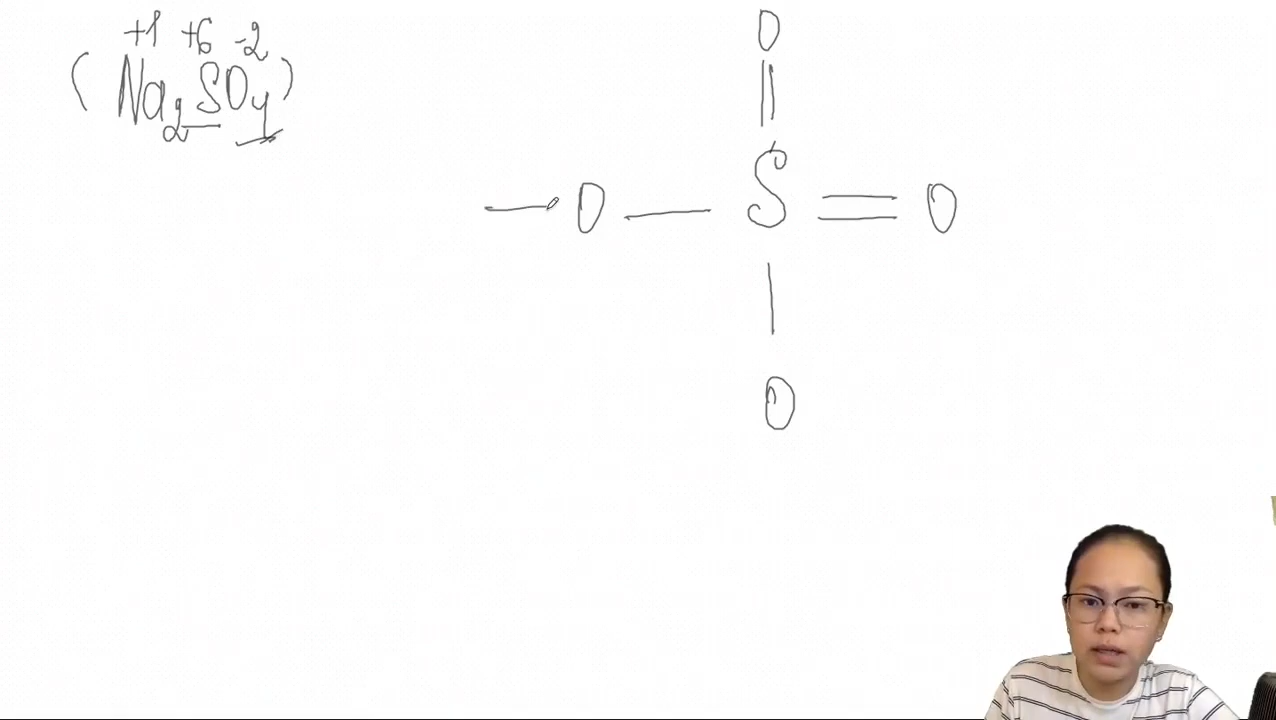 +1 +6 -2
(Na2SO4)
O
O — S = O
O